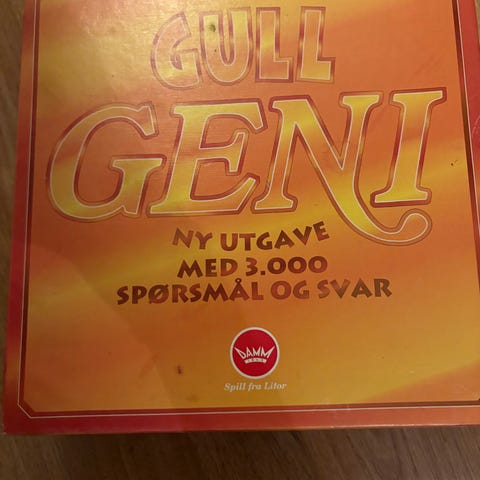 GULL
GENI
NY UTGAVE
MED 3.000
SPØRSMÅL OG SVAR
DAMM
Spill fra Litor